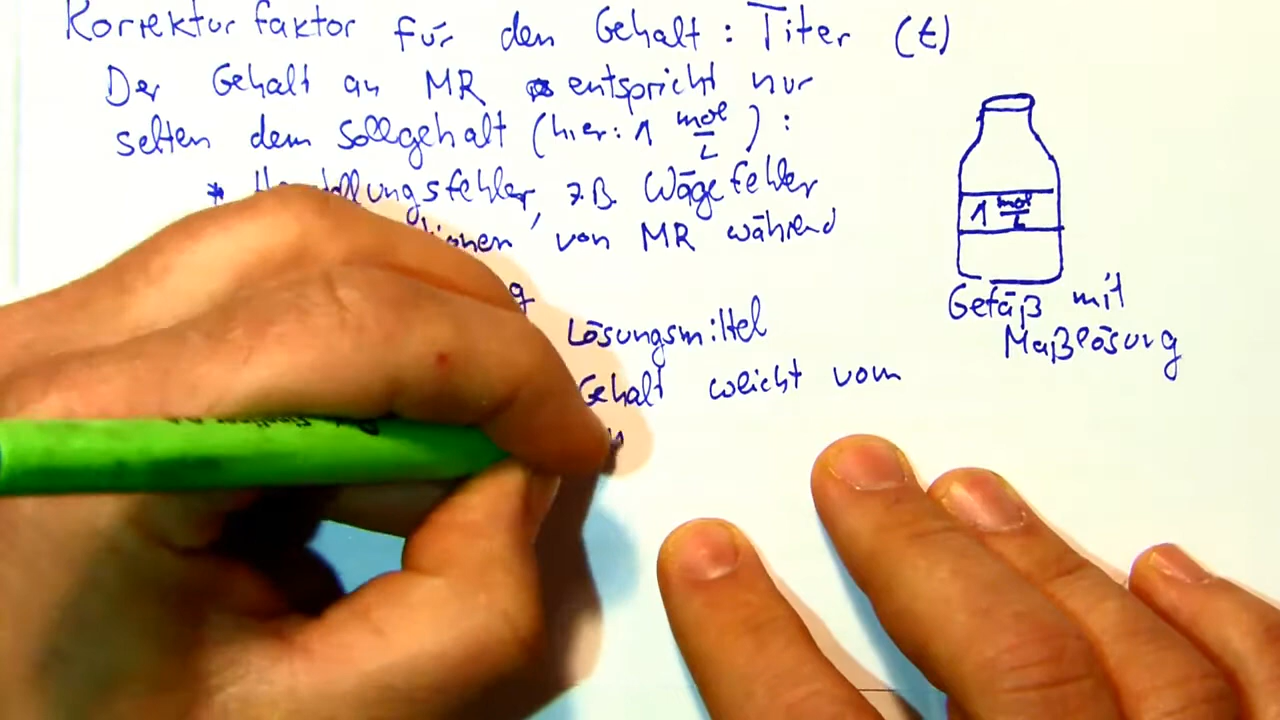 Korrekturfaktor für den Gehalt : Titer (t)
Der Gehalt an MR entspricht nur
selten dem Sollgehalt (hier: 1 mol/L) :
* z.B. Wägefehler
von MR während
Lösungsmittel
Gehalt weicht vom
1 mol/L
Gefäß mit
Maßlösung